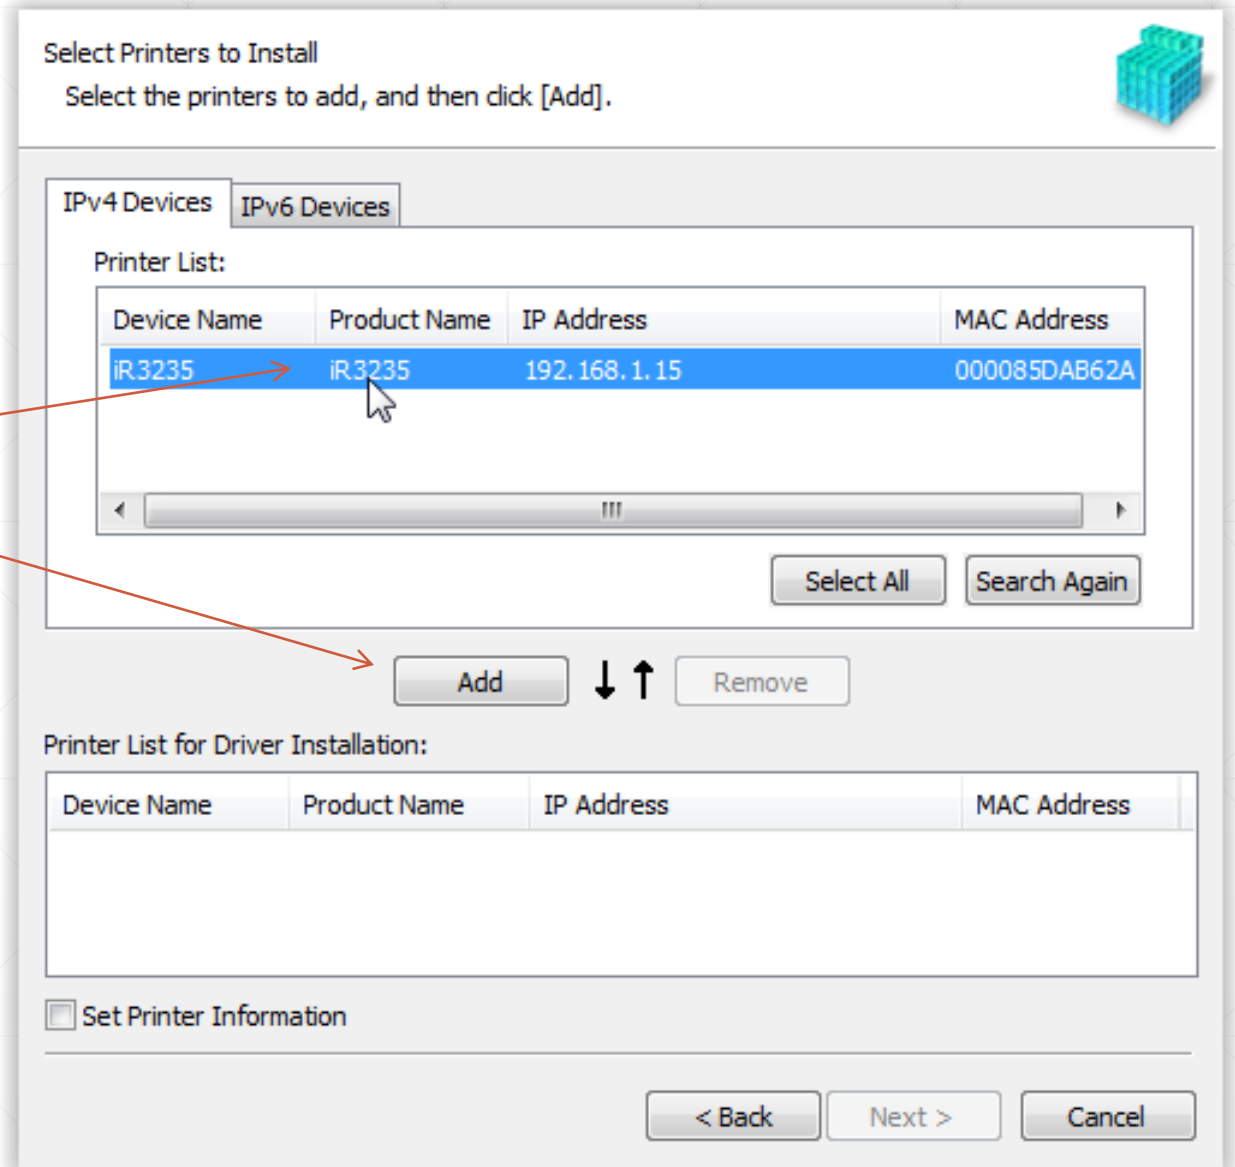 Select Printers to Install
Select the printers to add, and then click [Add].
IPv4 Devices IPv6 Devices
Printer List:
Device Name Product Name IP Address MAC Address
iR3235 iR3235 192.168.1.15 000085DAB62A
Select All Search Again
Add Remove
Printer List for Driver Installation:
Device Name Product Name IP Address MAC Address
Set Printer Information
< Back Next > Cancel